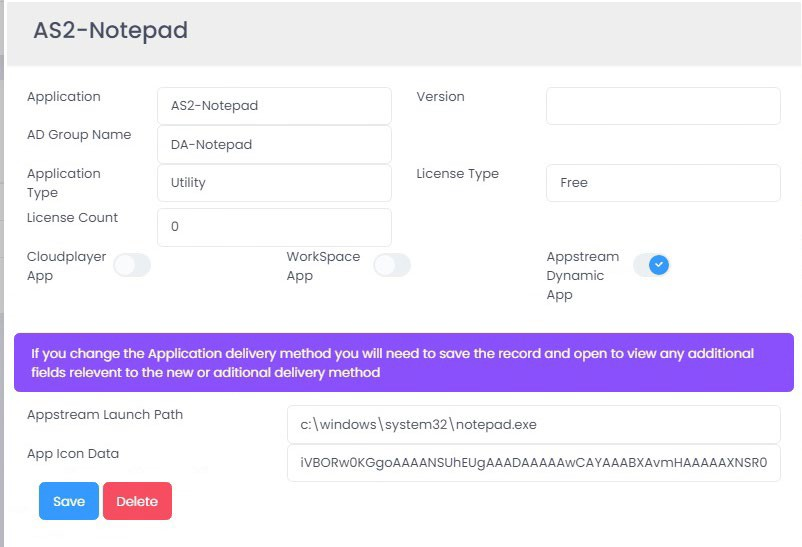 AS2-Notepad
Application
AS2-Notepad
Version
AD Group Name
DA-Notepad
Application
Type
Utility
License Type
Free
License Count
0
Cloudplayer
App
WorkSpace
App
Appstream
Dynamic
App
If you change the Application delivery method you will need to save the record and open to view any additional
fields relevent to the new or aditional delivery method
Appstream Launch Path
c:\windows\system32\notepad.exe
App Icon Data
iVBORw0KGgoAAAANSUhEUgAAADAAAAAwCAYAAABXAvmHAAAAAXNSR0
Save
Delete